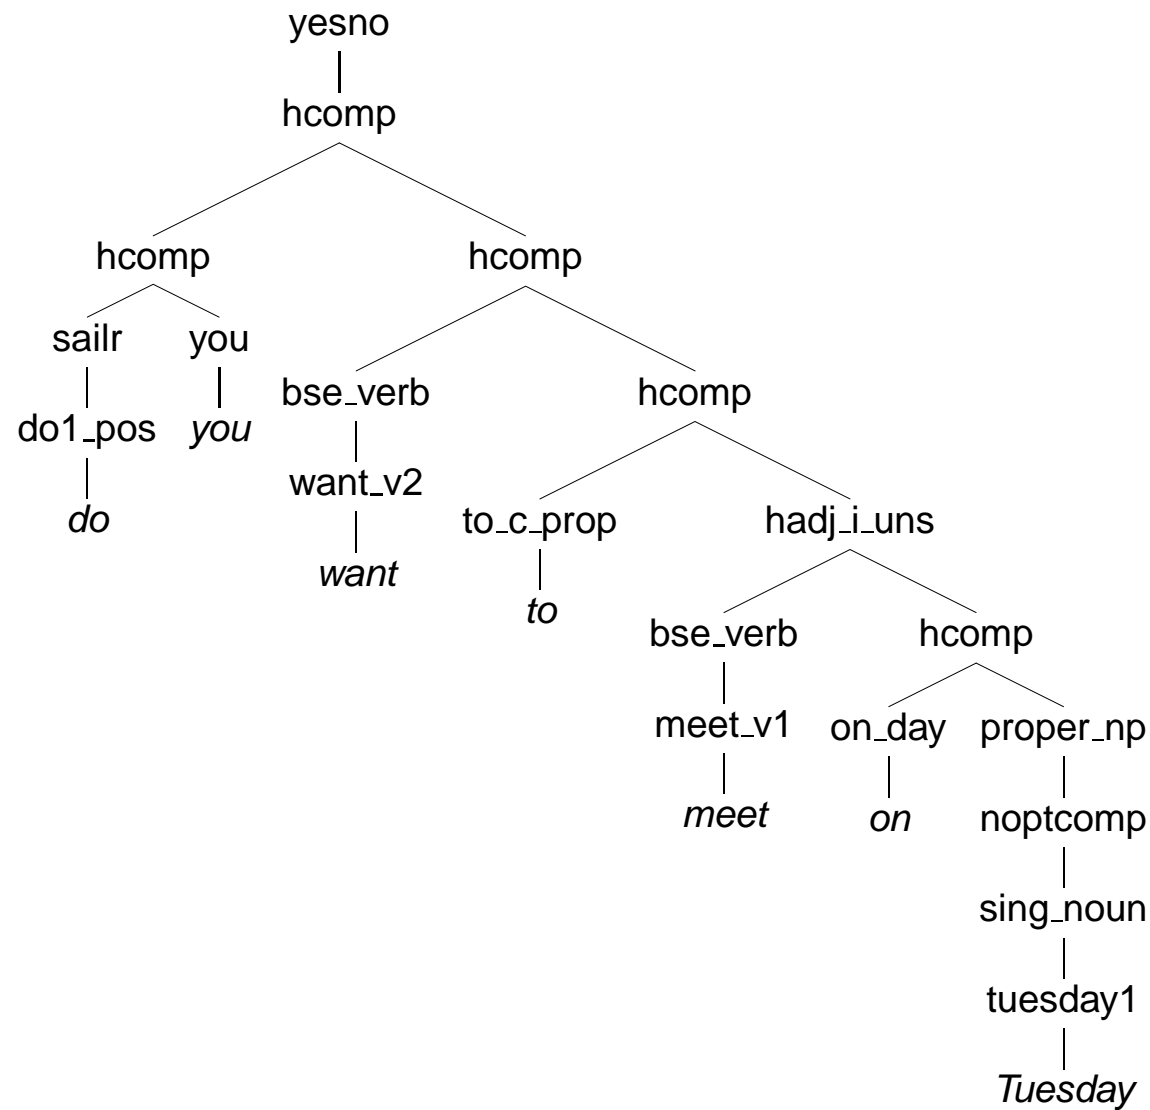 yesno
hcomp
hcomp hcomp
sailr you
bse_verb hcomp
do1_pos you
want_v2
do to_c_prop hadj_i_uns
want
to
bse_verb hcomp
meet_v1 on_day proper_np
meet on noptcomp
sing_noun
tuesday1
Tuesday